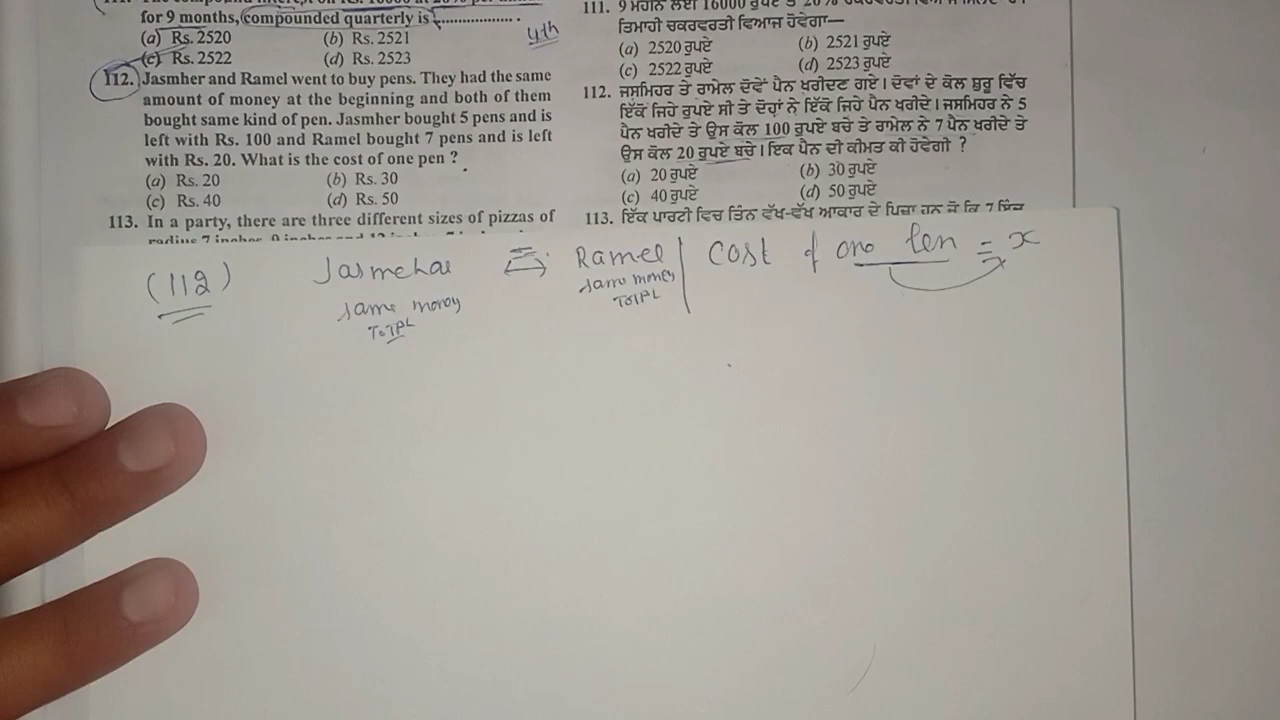 for 9 months, compounded quarterly is ................... .
(a) Rs. 2520 (b) Rs. 2521
(c) Rs. 2522 (d) Rs. 2523
4th
112. Jasmher and Ramel went to buy pens. They had the same
amount of money at the beginning and both of them
bought same kind of pen. Jasmher bought 5 pens and is
left with Rs. 100 and Ramel bought 7 pens and is left
with Rs. 20. What is the cost of one pen ?
(a) Rs. 20 (b) Rs. 30
(c) Rs. 40 (d) Rs. 50
113. In a party, there are three different sizes of pizzas of
111. 9 ਮਹੀਨੇ ਲਈ 16000 ਰੁਪਏ ਤੇ 20%
ਤਿਮਾਹੀ ਚਕਰਵਰਤੀ ਵਿਆਜ ਹੋਵੇਗਾ—
(a) 2520 ਰੁਪਏ (b) 2521 ਰੁਪਏ
(c) 2522 ਰੁਪਏ (d) 2523 ਰੁਪਏ
112. ਜਸਮਿਹਰ ਤੇ ਰਾਮੇਲ ਦੋਵੇਂ ਪੈਨ ਖਰੀਦਣ ਗਏ। ਦੋਵਾਂ ਦੇ ਕੋਲ ਸ਼ੁਰੂ ਵਿੱਚ
ਇੱਕੋ ਜਿਹੇ ਰੁਪਏ ਸੀ ਤੇ ਦੋਹਾਂ ਨੇ ਇੱਕੋ ਜਿਹੇ ਪੈਨ ਖਰੀਦੇ। ਜਸਮਿਹਰ ਨੇ 5
ਪੈਨ ਖਰੀਦੇ ਤੇ ਉਸ ਕੋਲ 100 ਰੁਪਏ ਬਚੇ ਤੇ ਰਾਮੇਲ ਨੇ 7 ਪੈਨ ਖਰੀਦੇ ਤੇ
ਉਸ ਕੋਲ 20 ਰੁਪਏ ਬਚੇ। ਇਕ ਪੈਨ ਦੀ ਕੀਮਤ ਕੀ ਹੋਵੇਗੀ ?
(a) 20 ਰੁਪਏ (b) 30 ਰੁਪਏ
(c) 40 ਰੁਪਏ (d) 50 ਰੁਪਏ
113. ਇੱਕ ਪਾਰਟੀ ਵਿਚ ਤਿੰਨ ਵੱਖ-ਵੱਖ ਆਕਾਰ ਦੇ ਪਿਜ਼ਾ ਹਨ ਜੋ ਕਿ 7 ਇੰਚ
(112) Jasmehar Ramel Cost of one Pen = x
same money same money